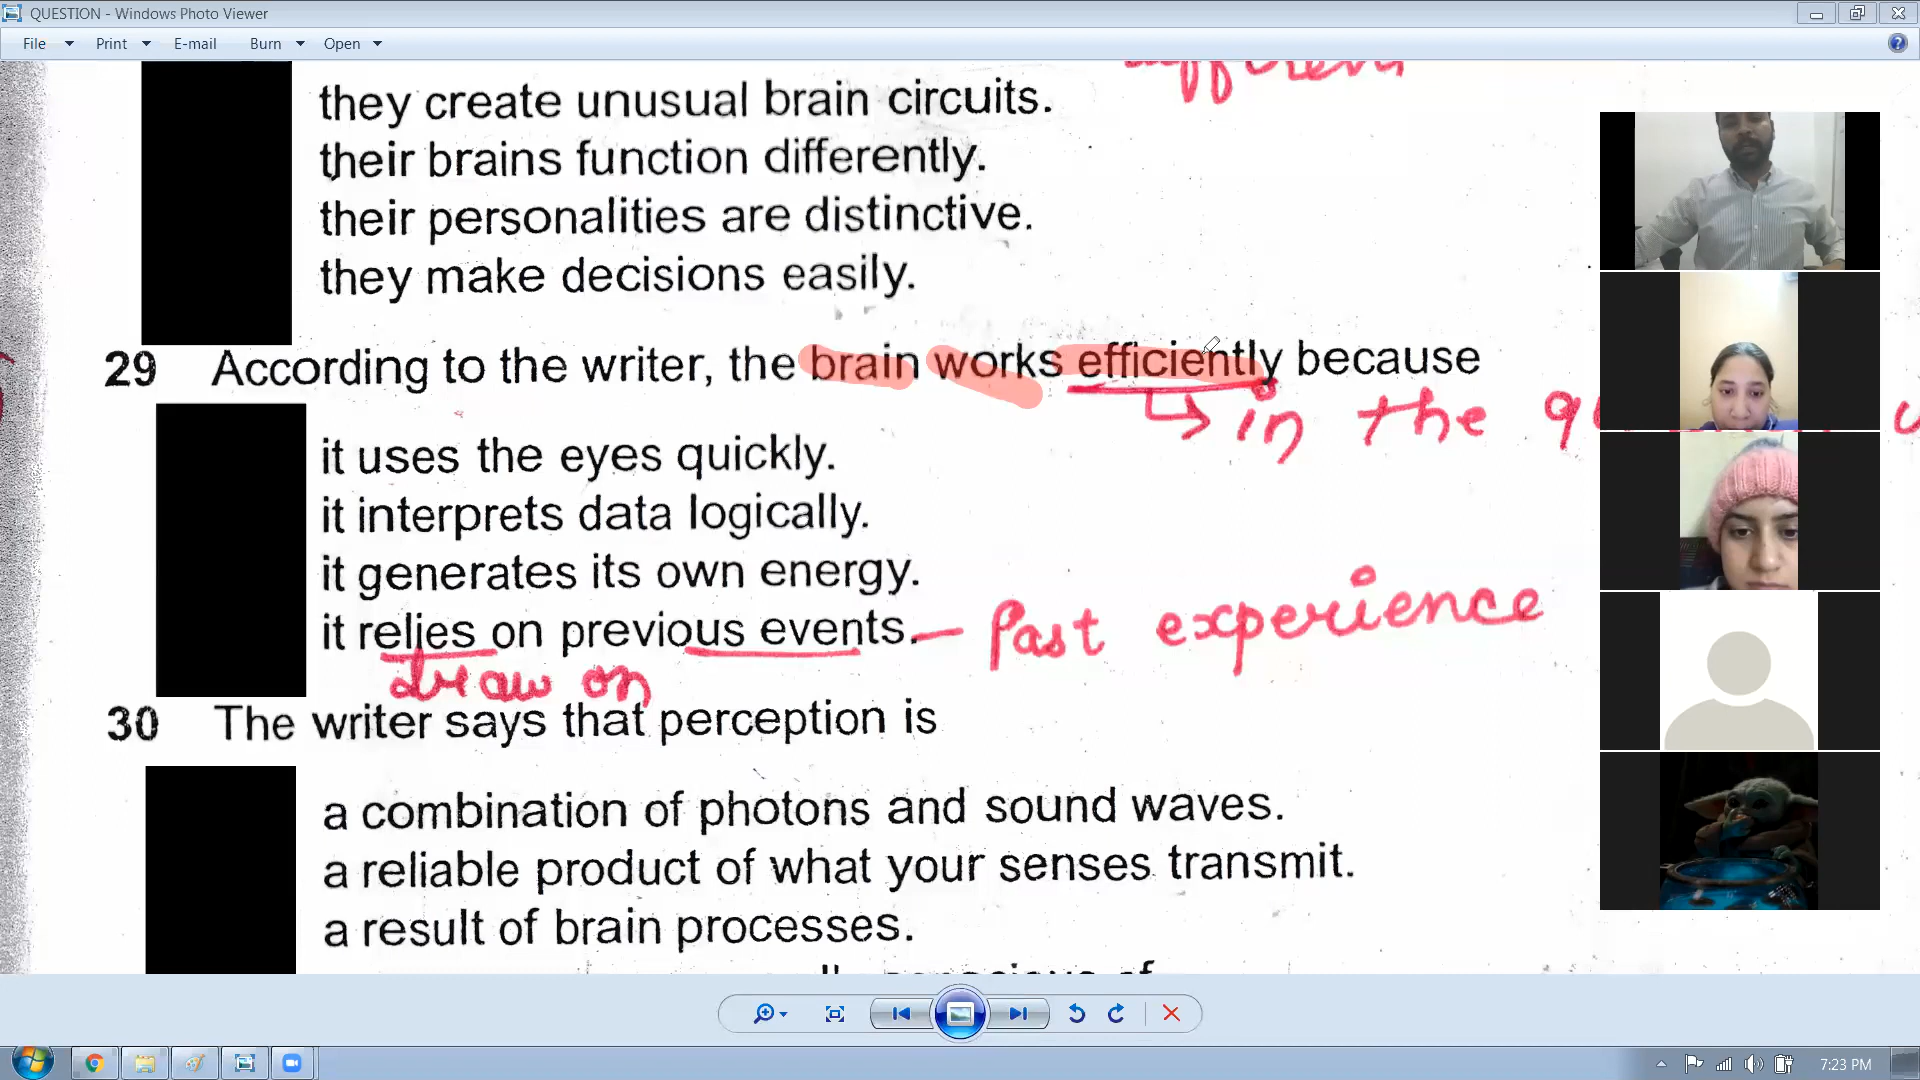 QUESTION - Windows Photo Viewer
File Print E-mail Burn Open
they create unusual brain circuits.
their brains function differently.
their personalities are distinctive.
they make decisions easily.
29 According to the writer, the brain works efficiently because
in the
it uses the eyes quickly.
it interprets data logically.
it generates its own energy.
it relies on previous events. – Past experience
draw on
30 The writer says that perception is
a combination of photons and sound waves.
a reliable product of what your senses transmit.
a result of brain processes.
7:23 PM